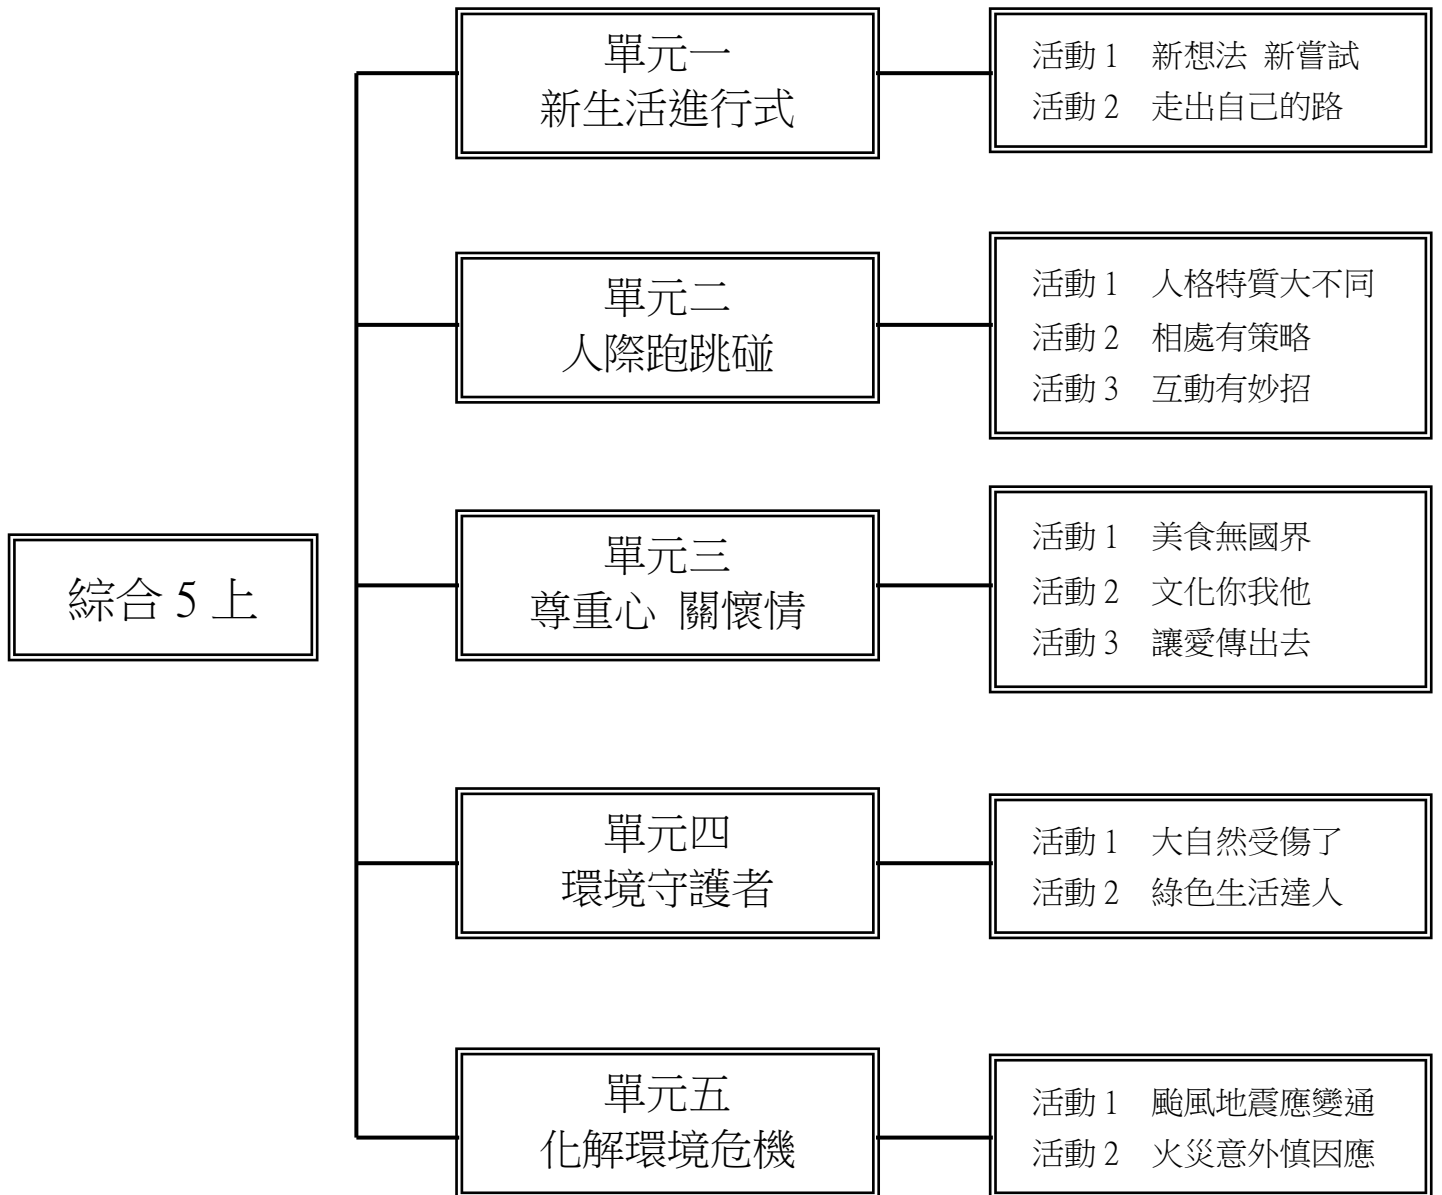 單元一
新生活進行式
活動 1 新想法 新嘗試
活動 2 走出自己的路
單元二
人際跑跳碰
活動 1 人格特質大不同
活動 2 相處有策略
活動 3 互動有妙招
綜合 5 上
單元三
尊重心 關懷情
活動 1 美食無國界
活動 2 文化你我他
活動 3 讓愛傳出去
單元四
環境守護者
活動 1 大自然受傷了
活動 2 綠色生活達人
單元五
化解環境危機
活動 1 颱風地震應變通
活動 2 火災意外慎因應